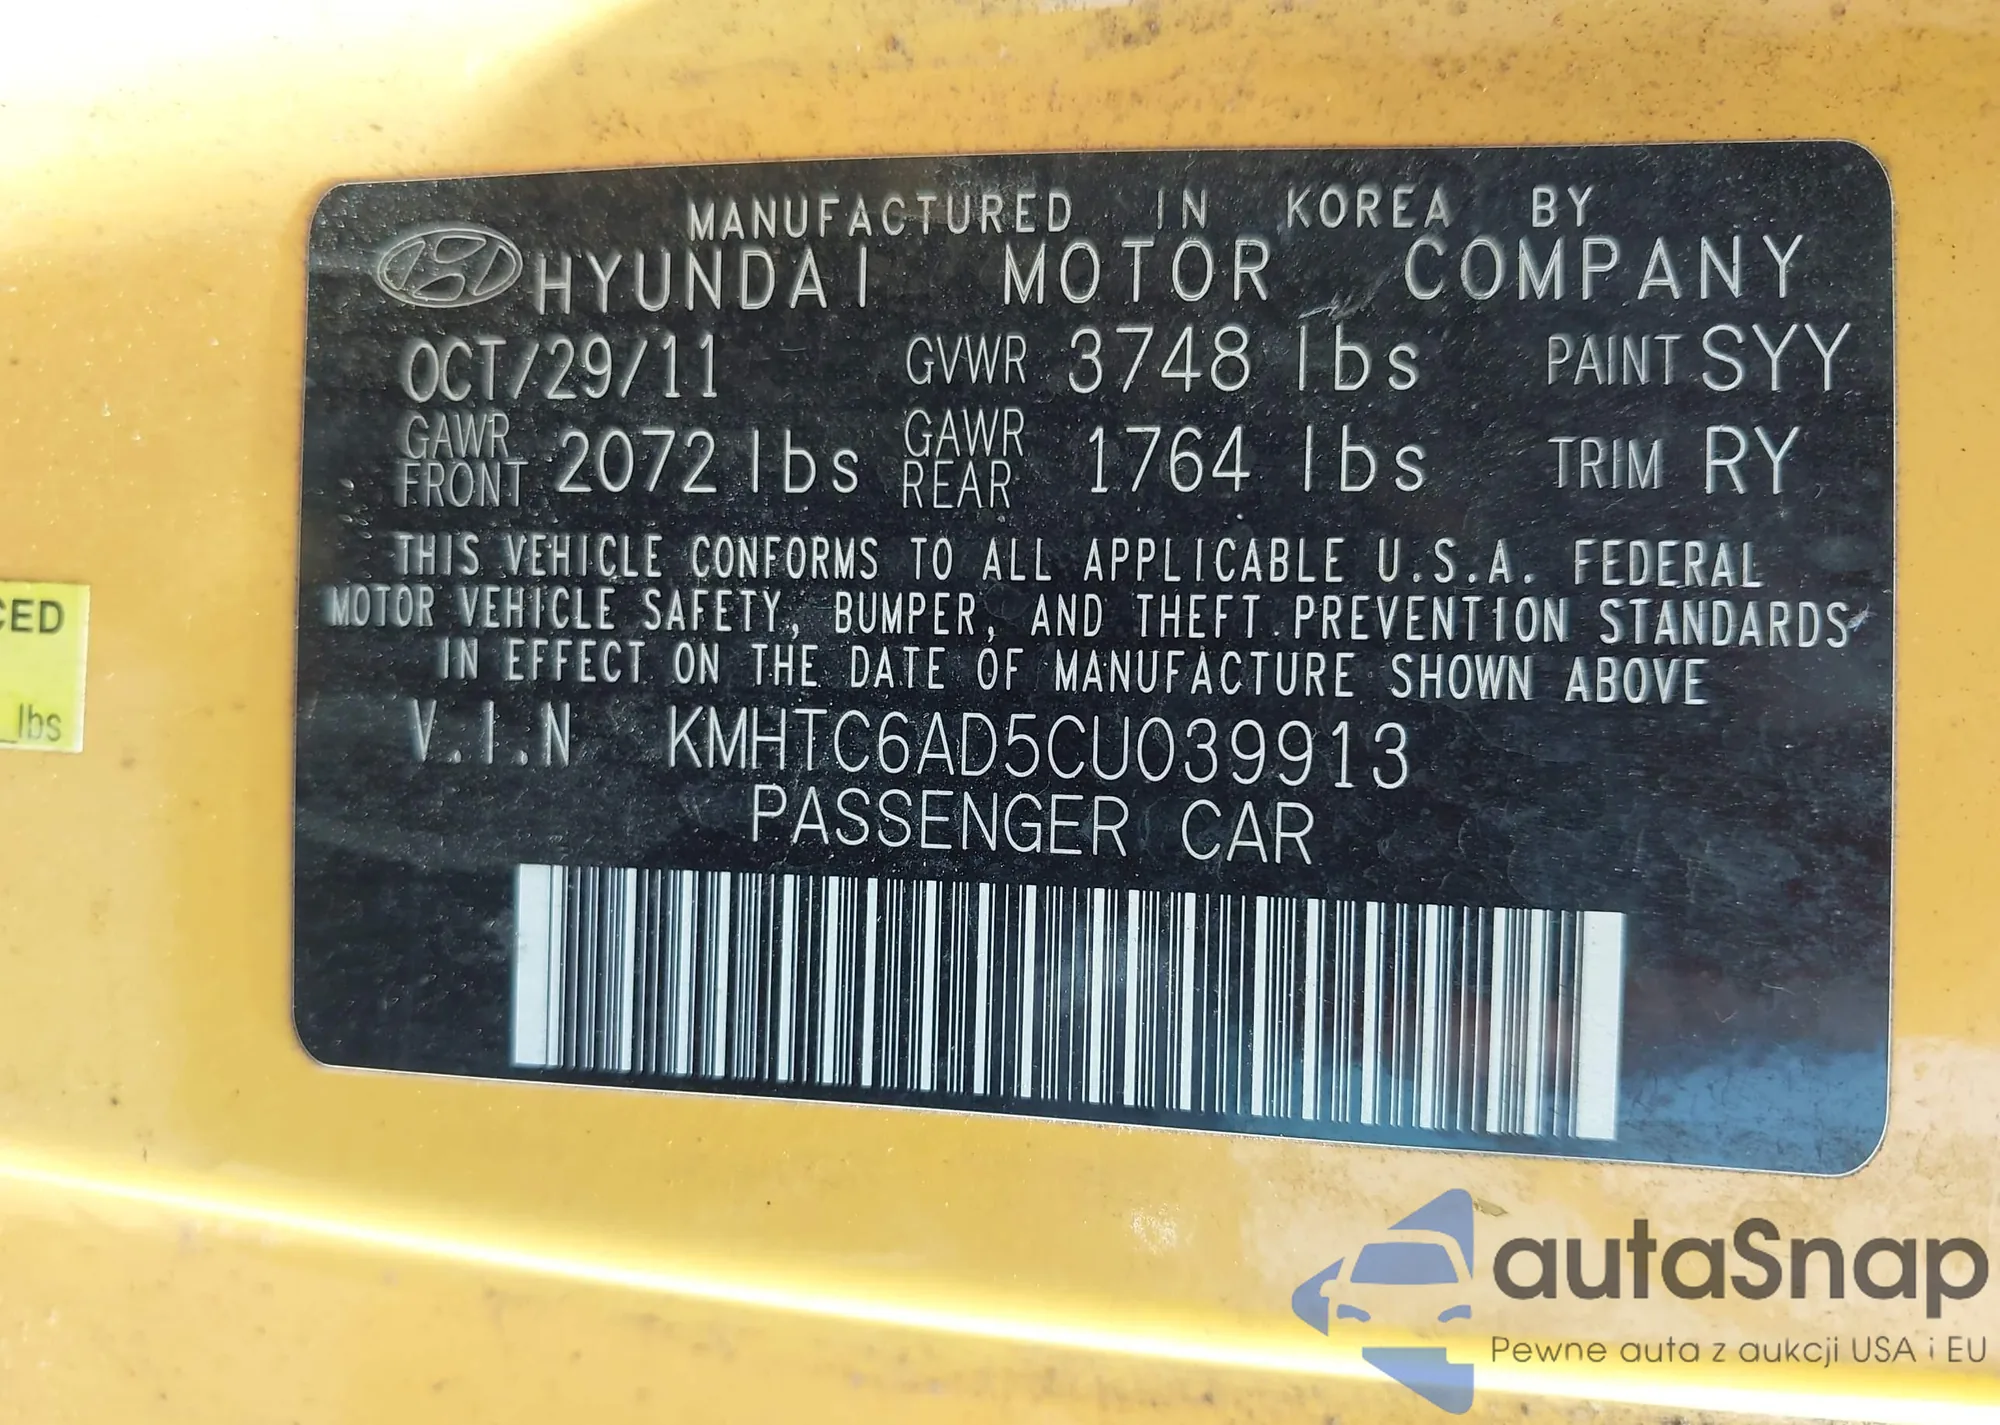 MANUFACTURED IN KOREA BY
HYUNDAI MOTOR COMPANY
OCT/29/11 GVWR 3748 lbs PAINT SYY
GAWR FRONT 2072 lbs GAWR REAR 1764 lbs TRIM RY
THIS VEHICLE CONFORMS TO ALL APPLICABLE U.S.A. FEDERAL
MOTOR VEHICLE SAFETY, BUMPER, AND THEFT PREVENTION STANDARDS
IN EFFECT ON THE DATE OF MANUFACTURE SHOWN ABOVE
V.I.N KMHTC6AD5CU039913
PASSENGER CAR
CED
lbs
autaSnap
Pewne auta z aukcji USA i EU